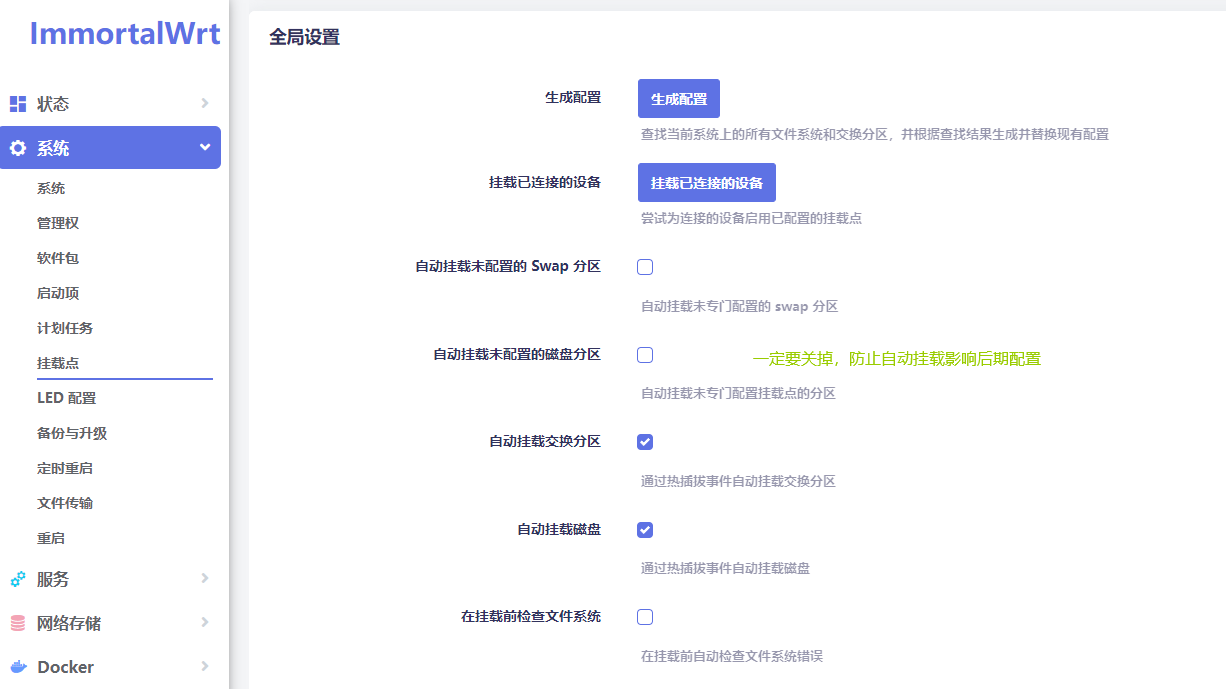 ImmortalWrt
状态
系统
系统
管理权
软件包
启动项
计划任务
挂载点
LED 配置
备份与升级
定时重启
文件传输
重启
服务
网络存储
Docker
全局设置
生成配置 生成配置
查找当前系统上的所有文件系统和交换分区，并根据查找结果生成并替换现有配置
挂载已连接的设备 挂载已连接的设备
尝试为连接的设备启用已配置的挂载点
自动挂载未配置的 Swap 分区
自动挂载未专门配置的 swap 分区
自动挂载未配置的磁盘分区 一定要关掉，防止自动挂载影响后期配置
自动挂载未专门配置挂载点的分区
自动挂载交换分区
通过热插拔事件自动挂载交换分区
自动挂载磁盘
通过热插拔事件自动挂载磁盘
在挂载前检查文件系统
在挂载前自动检查文件系统错误